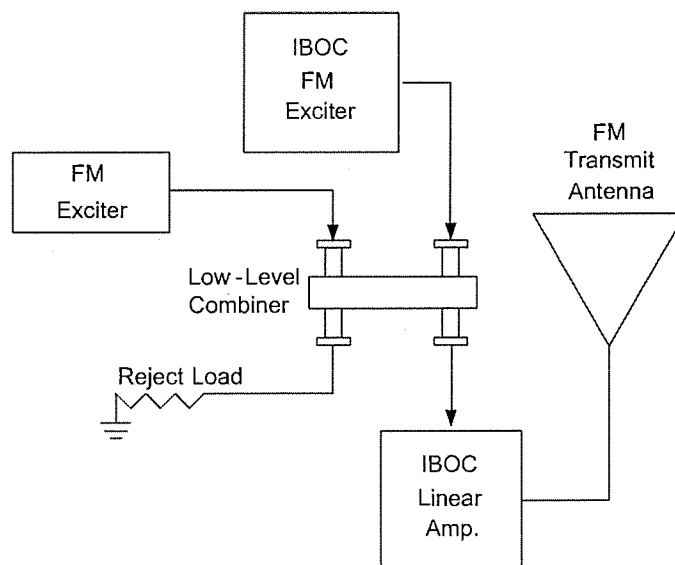 IBOC
FM
Exciter
FM
Exciter
FM
Transmit
Antenna
Low-Level
Combiner
Reject Load
IBOC
Linear
Amp.